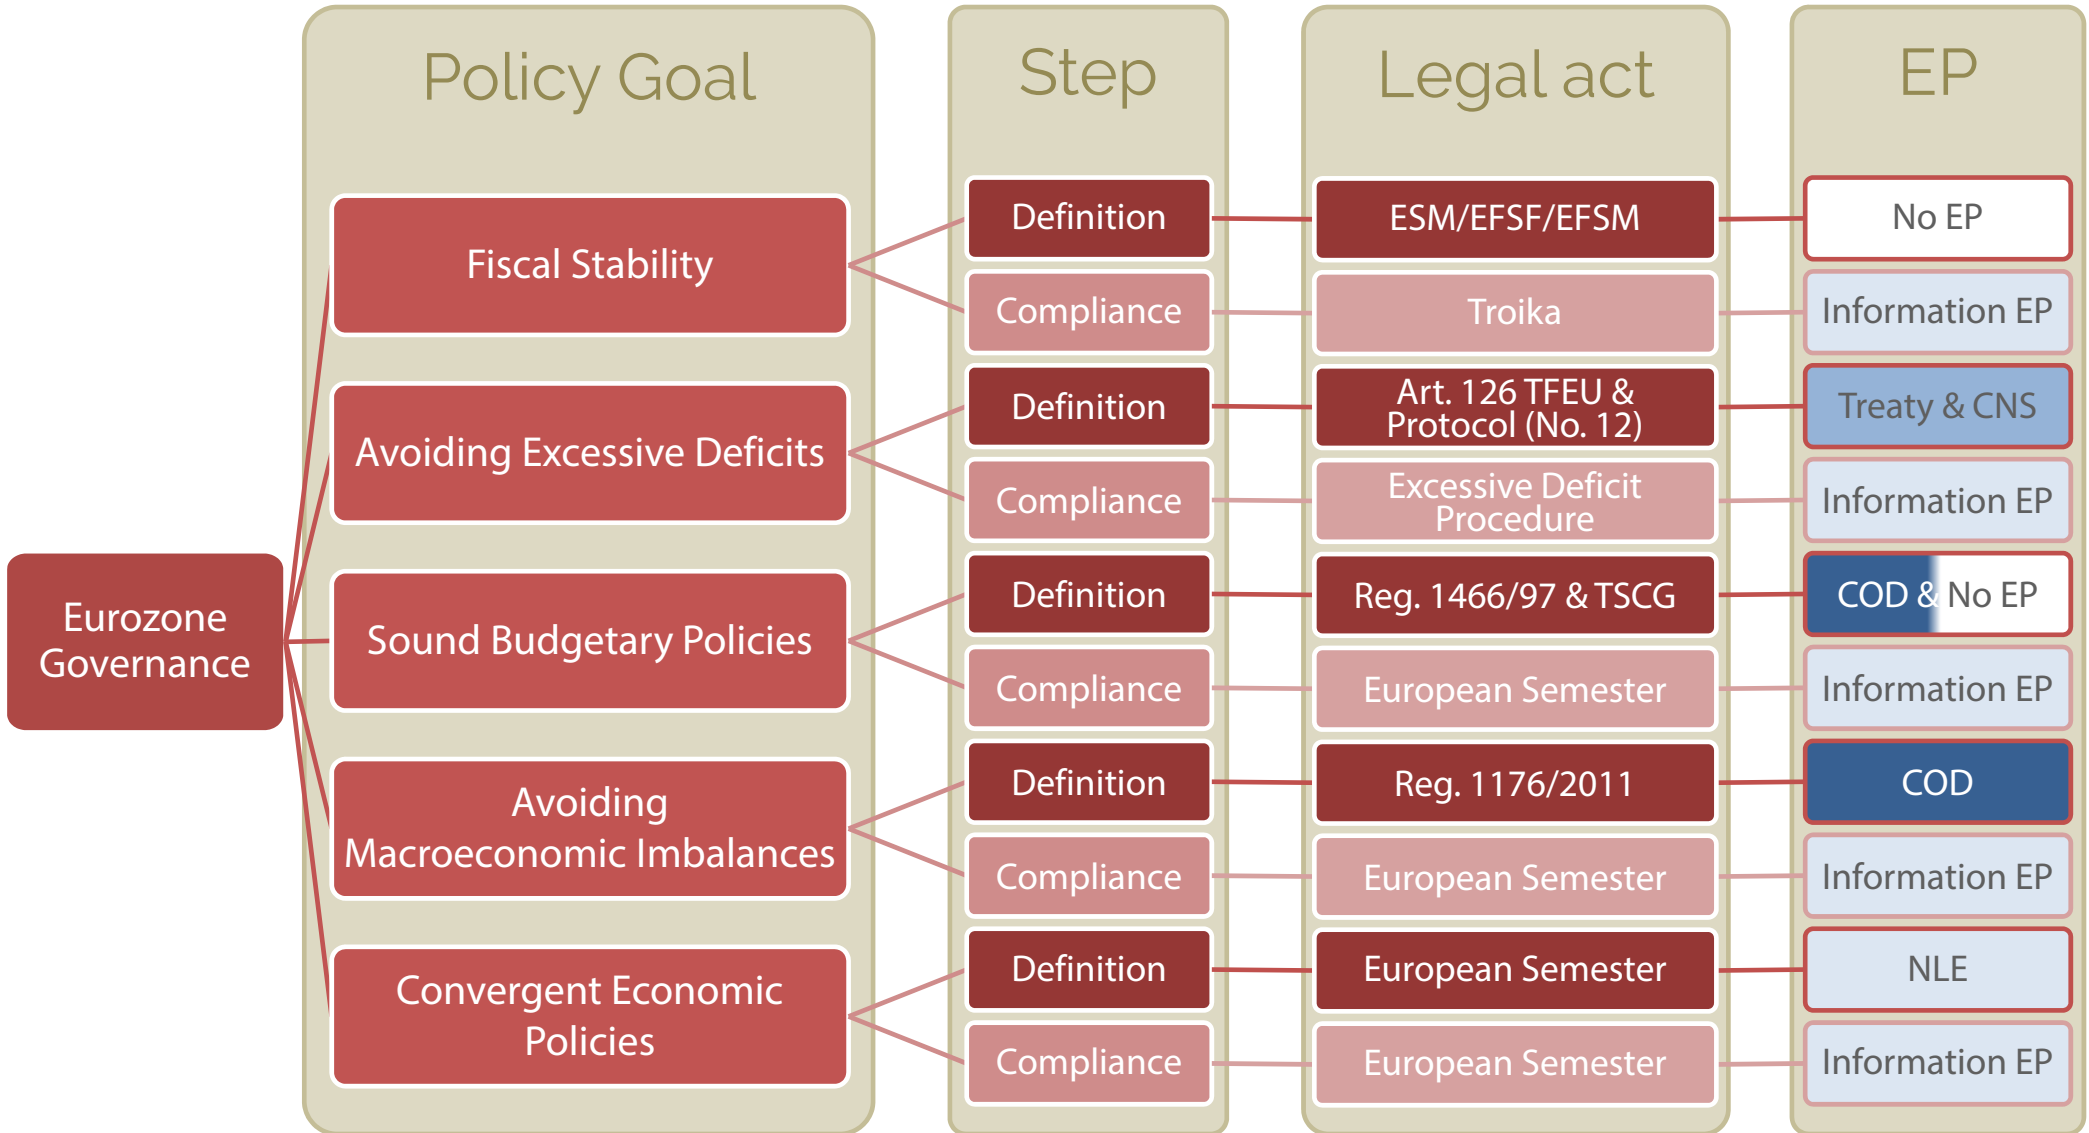 Policy Goal
Step
Legal act
EP
Eurozone
Governance
Fiscal Stability
Definition
ESM/EFSF/EFSM
No EP
Compliance
Troika
Information EP
Avoiding Excessive Deficits
Definition
Art. 126 TFEU &
Protocol (No. 12)
Treaty & CNS
Compliance
Excessive Deficit
Procedure
Information EP
Sound Budgetary Policies
Definition
Reg. 1466/97 & TSCG
COD & No EP
Compliance
European Semester
Information EP
Avoiding
Macroeconomic Imbalances
Definition
Reg. 1176/2011
COD
Compliance
European Semester
Information EP
Convergent Economic
Policies
Definition
European Semester
NLE
Compliance
European Semester
Information EP